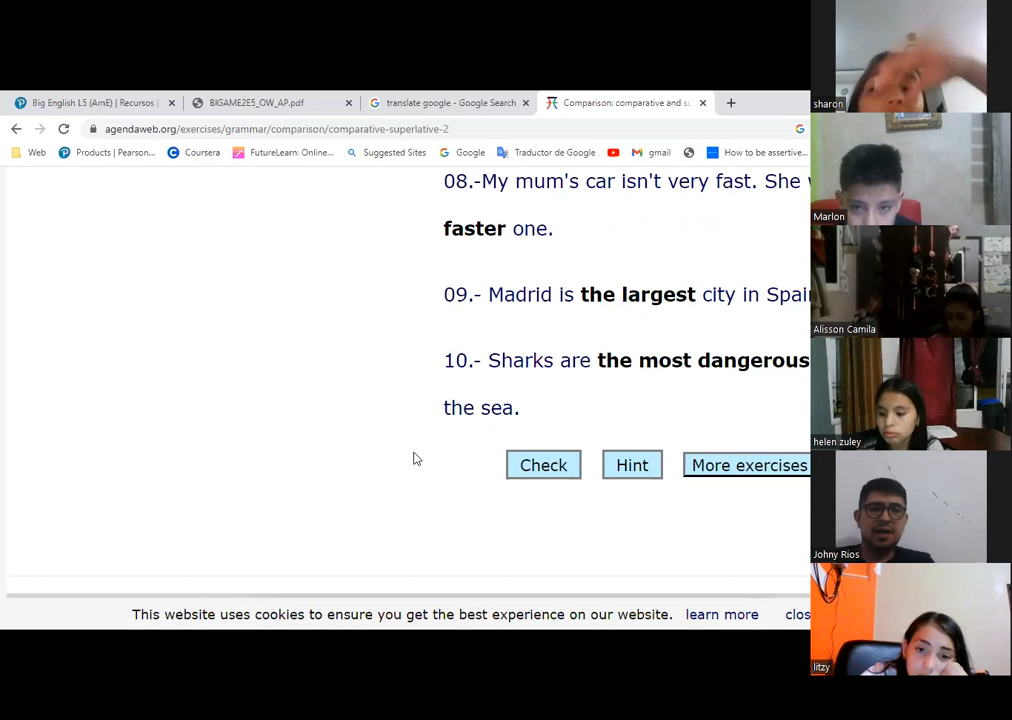 Big English L5 (AmE) | Recursos
BIGAME2E5_OW_AP.pdf
translate google - Google Search
Comparison: comparative and su
agendaweb.org/exercises/grammar/comparison/comparative-superlative-2
Web
Products | Pearson...
Coursera
FutureLearn: Online...
Suggested Sites
Google
Traductor de Google
gmail
How to be assertive...
08.-My mum's car isn't very fast. She
faster one.
09.- Madrid is the largest city in Spain
10.- Sharks are the most dangerous
the sea.
Check Hint More exercises
This website uses cookies to ensure you get the best experience on our website. learn more clos
sharon
Marlon
Alisson Camila
helen zuley
Johny Rios
litzy